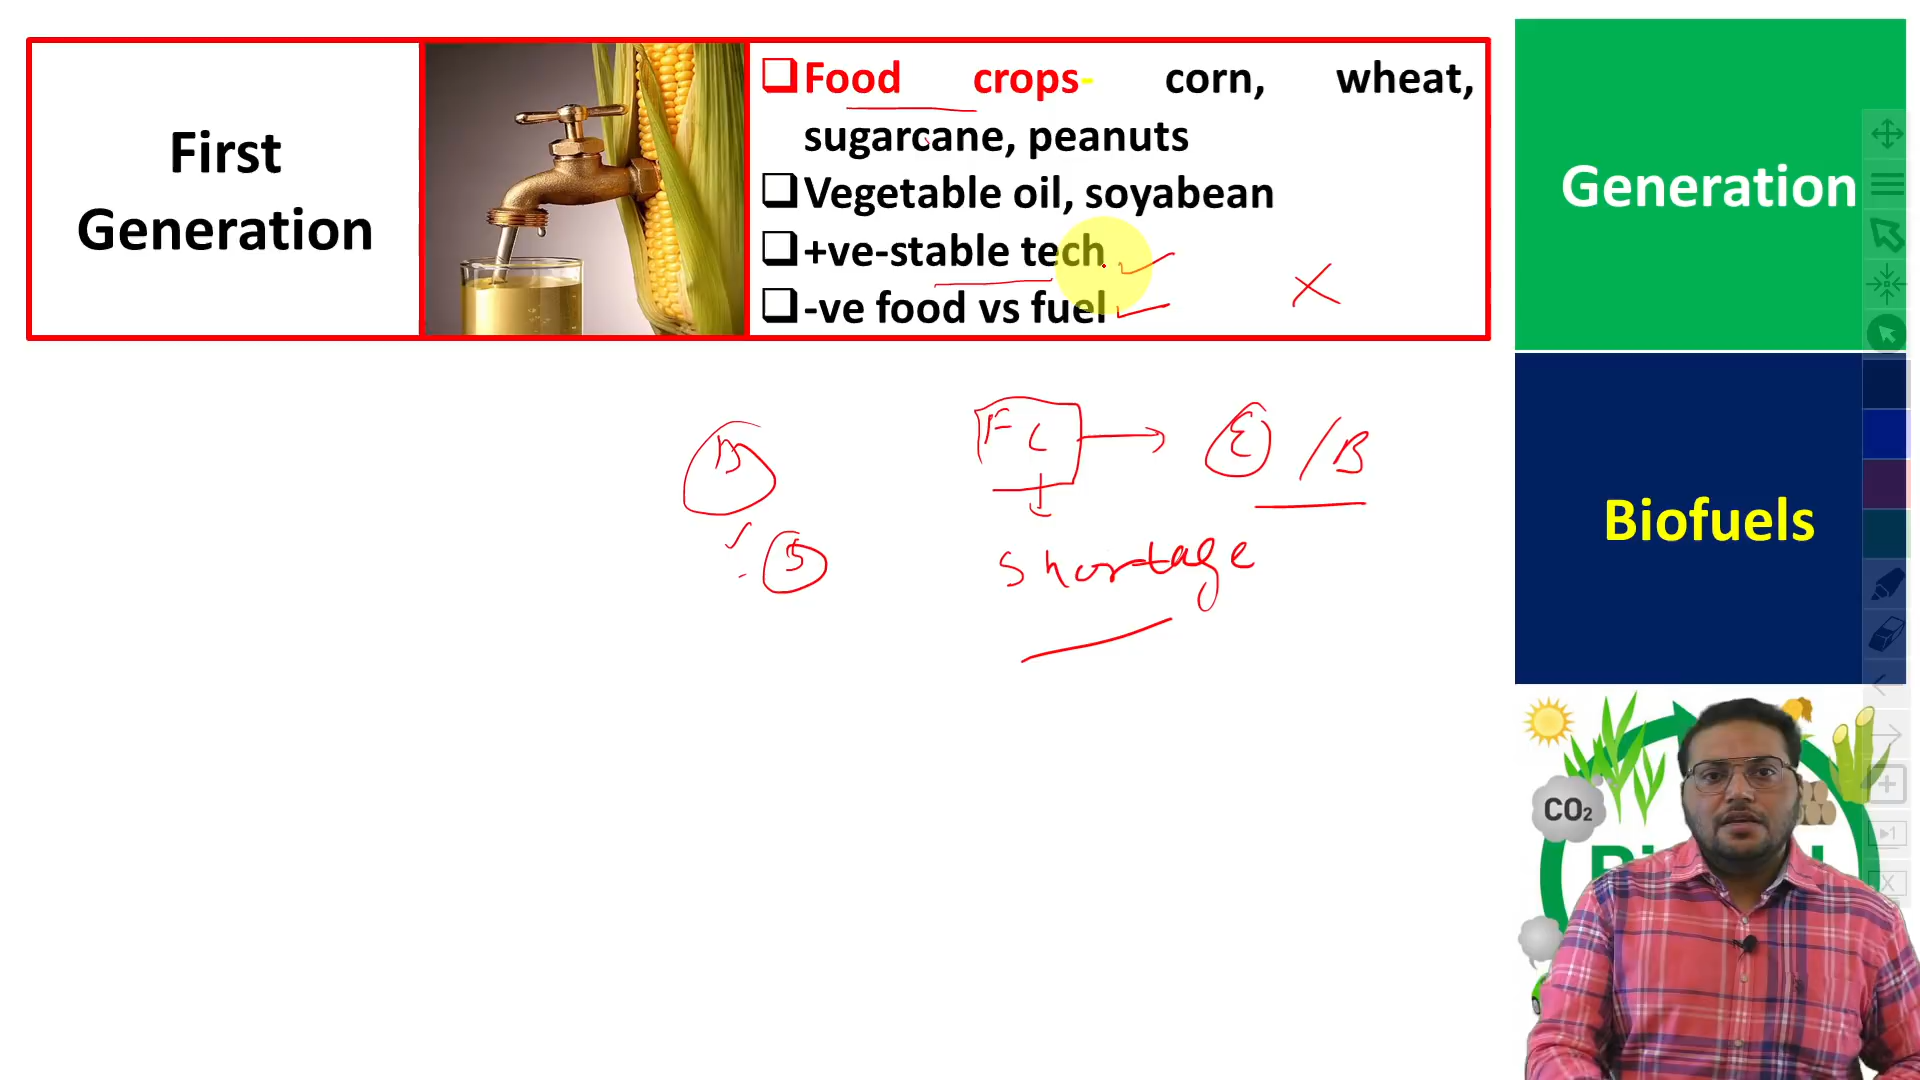 First
Generation
Food crops- corn, wheat,
sugarcane, peanuts
Vegetable oil, soyabean
+ve-stable tech
-ve food vs fuel
FC → E / B
shortage
B
Generation
Biofuels
CO₂